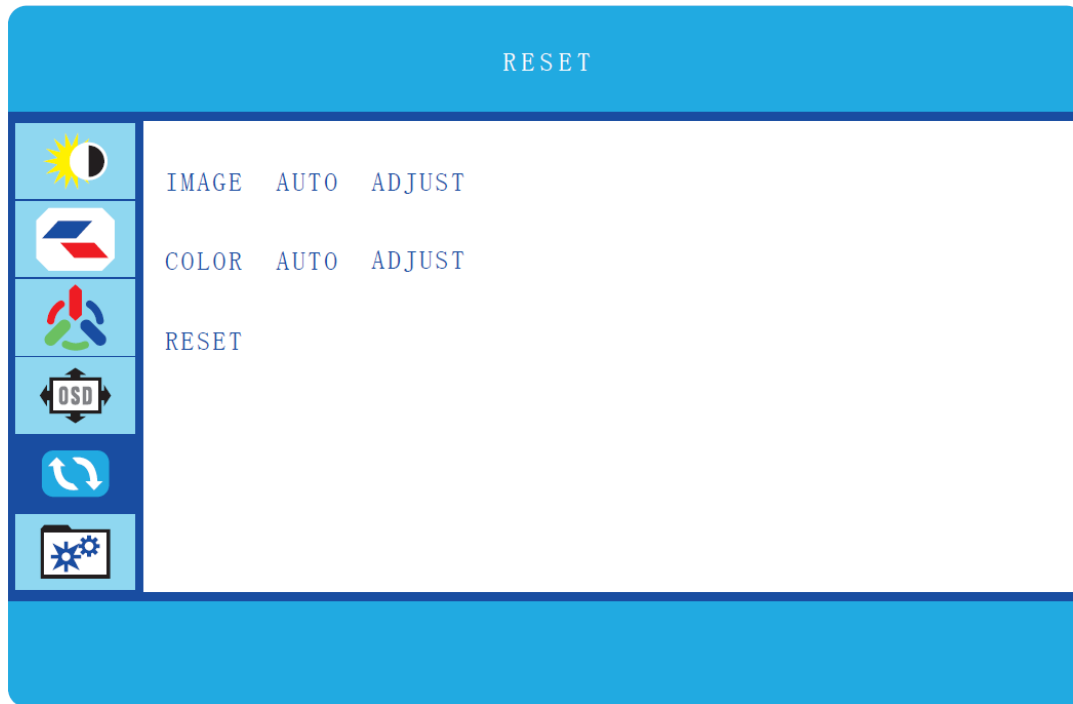 RESET
IMAGE AUTO ADJUST
COLOR AUTO ADJUST
RESET
OSD